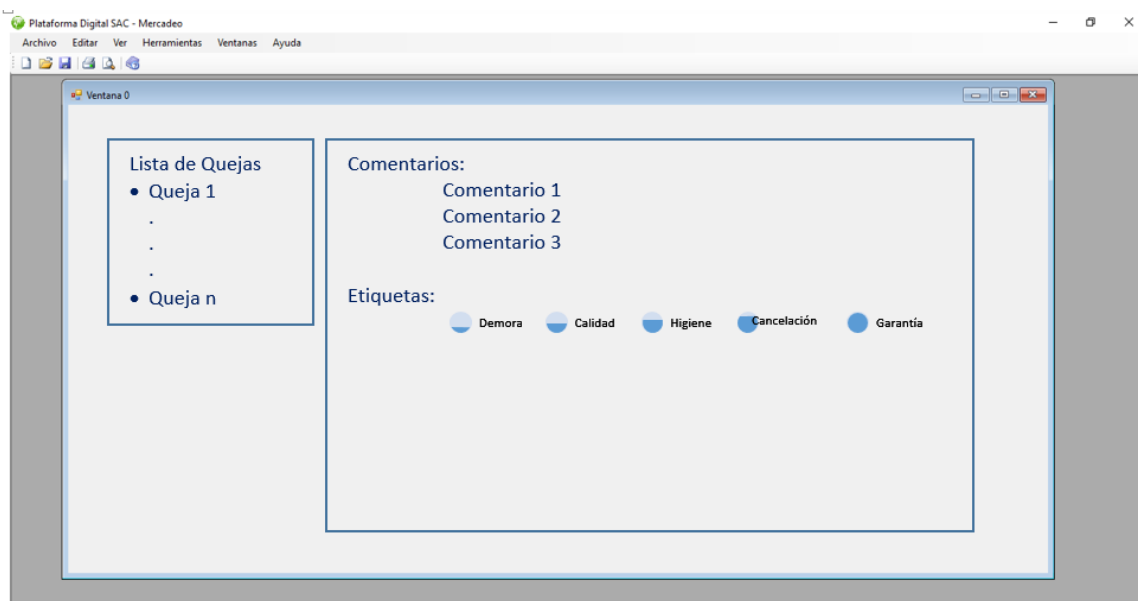 Plataforma Digital SAC - Mercadeo
Archivo Editar Ver Herramientas Ventanas Ayuda
Ventana 0
Lista de Quejas
• Queja 1
.
.
.
• Queja n
Comentarios:
Comentario 1
Comentario 2
Comentario 3
Etiquetas:
Demora Calidad Higiene Cancelación Garantía